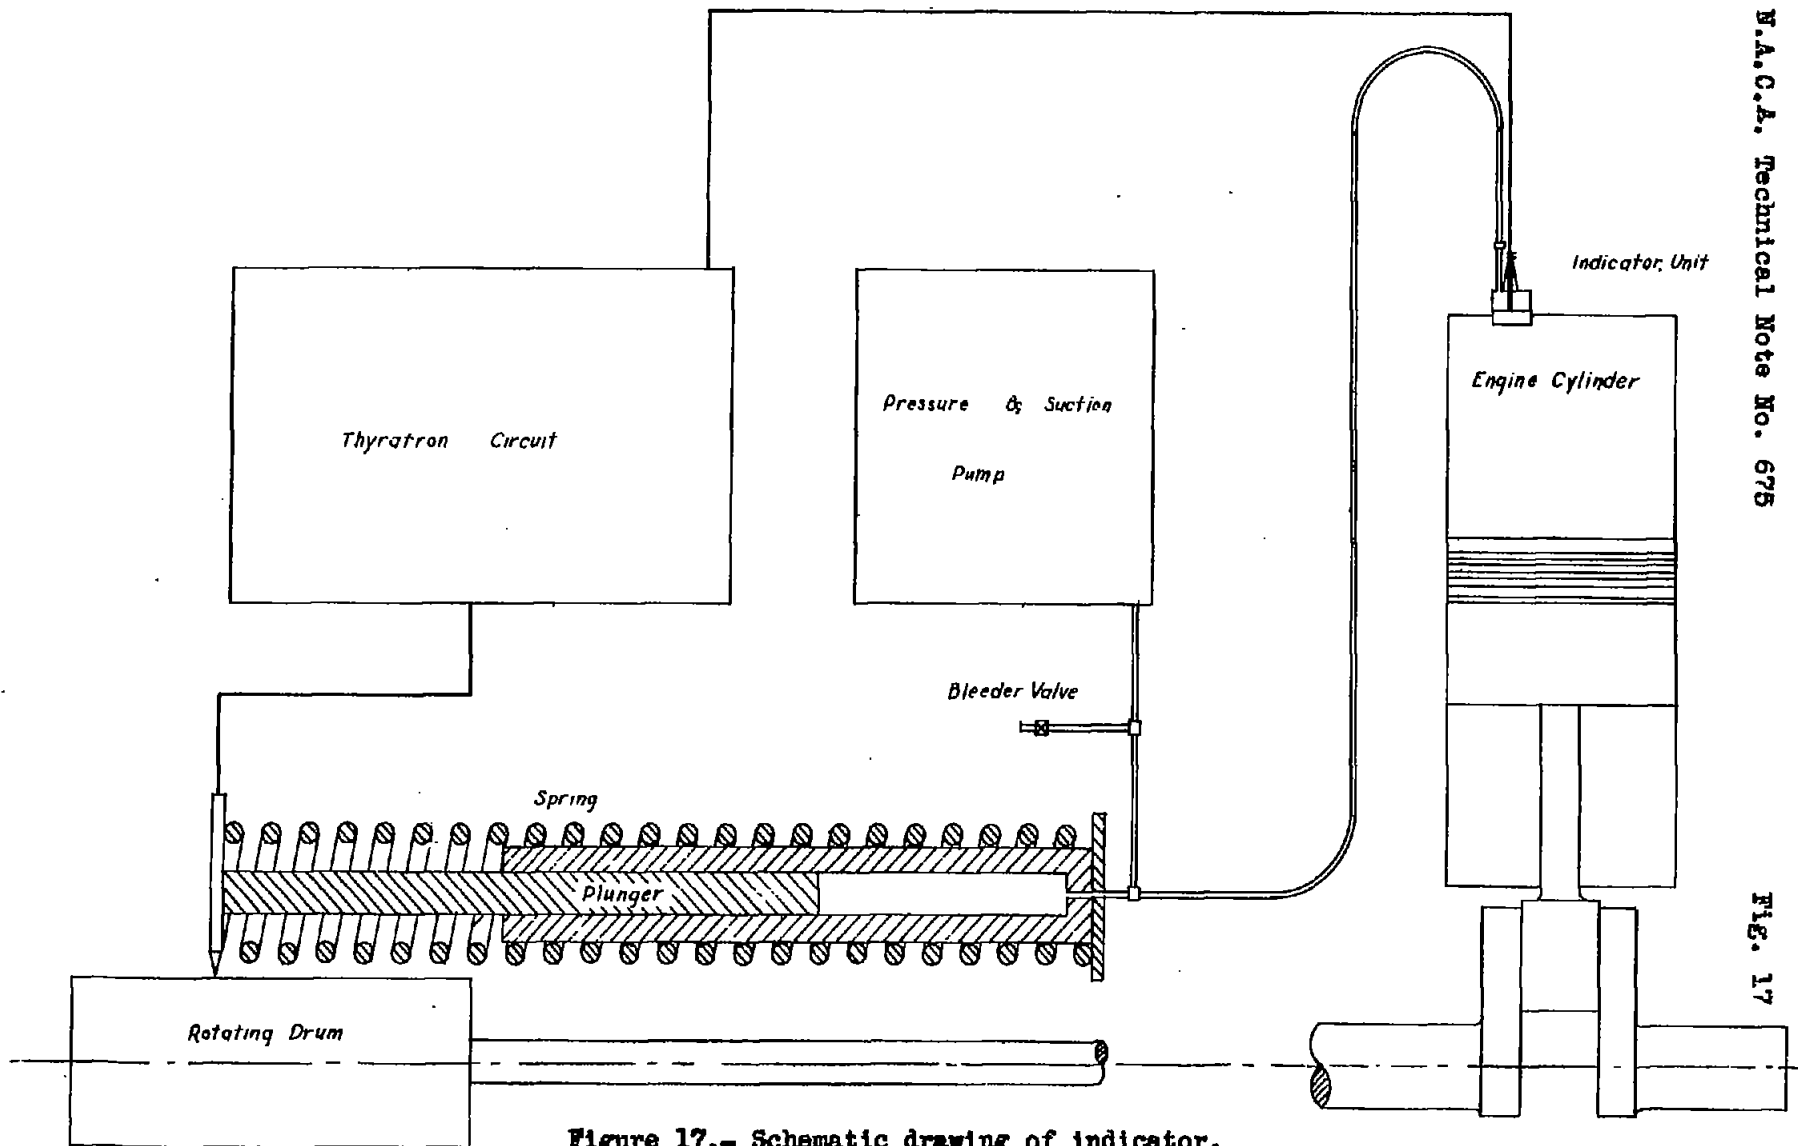 N.A.C.A. Technical Note No. 675
Fig. 17
Indicator, Unit
Engine Cylinder
Pressure & Suction
Pump
Thyratron Circuit
Bleeder Valve
Spring
Plunger
Rotating Drum
Figure 17.- Schematic drawing of indicator.